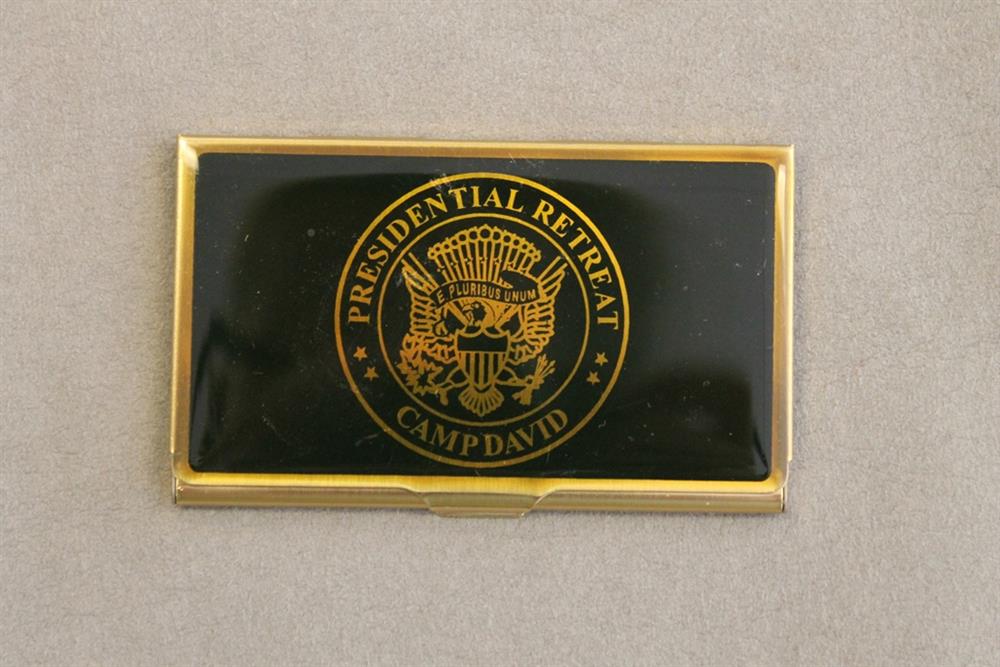 PRESIDENTIAL RETREAT
E PLURIBUS UNUM
CAMP DAVID